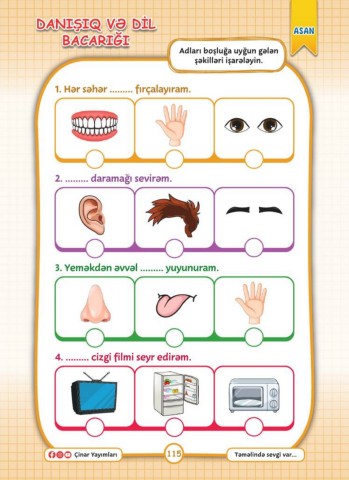 DANIŞIQ VƏ DİL
BACARIĞI
Adları boşluğa uyğun gələn
şəkilləri işarələyin.
ASAN
1. Hər səhər ......... fırçalayıram.
2. ......... daramağı sevirəm.
3. Yeməkdən əvvəl ......... yuyunuram.
4. ......... cizgi filmi seyr edirəm.
Çinar Yayımları
115
Təməlində sevgi var...